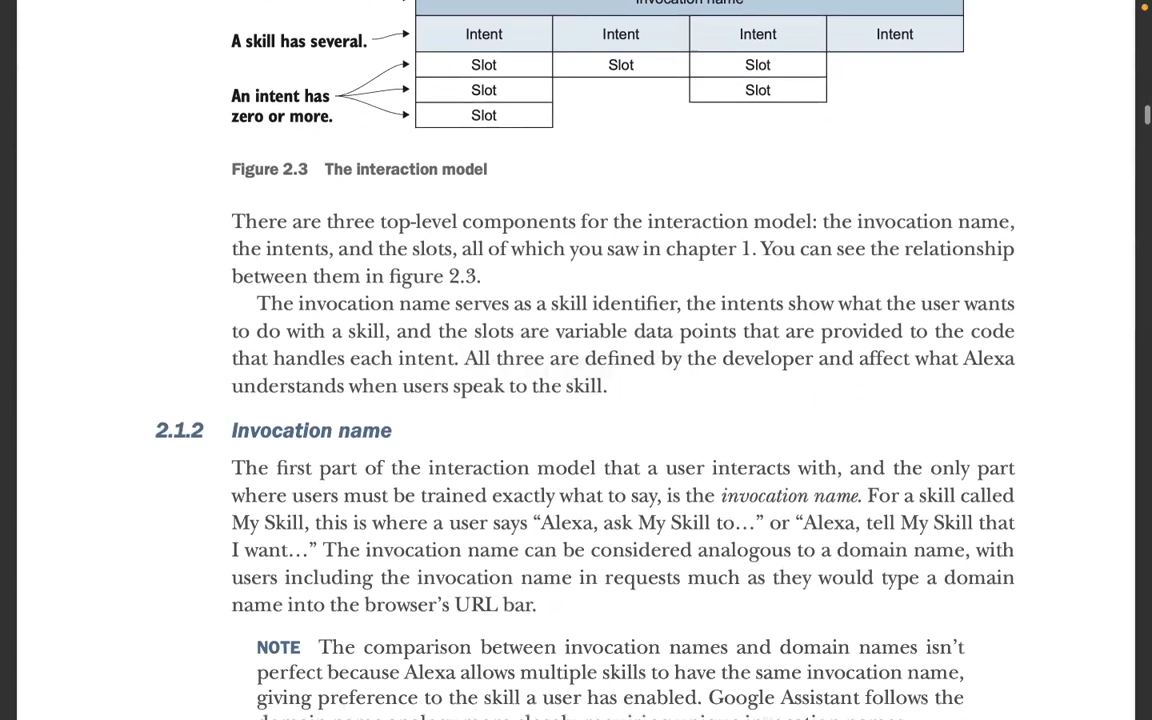 Invocation name
A skill has several.
Intent Intent Intent Intent
Slot Slot Slot
An intent has
zero or more.
Slot Slot
Slot
Figure 2.3 The interaction model
There are three top-level components for the interaction model: the invocation name,
the intents, and the slots, all of which you saw in chapter 1. You can see the relationship
between them in figure 2.3.
The invocation name serves as a skill identifier, the intents show what the user wants
to do with a skill, and the slots are variable data points that are provided to the code
that handles each intent. All three are defined by the developer and affect what Alexa
understands when users speak to the skill.
2.1.2 Invocation name
The first part of the interaction model that a user interacts with, and the only part
where users must be trained exactly what to say, is the invocation name. For a skill called
My Skill, this is where a user says “Alexa, ask My Skill to…” or “Alexa, tell My Skill that
I want…” The invocation name can be considered analogous to a domain name, with
users including the invocation name in requests much as they would type a domain
name into the browser’s URL bar.
NOTE The comparison between invocation names and domain names isn’t
perfect because Alexa allows multiple skills to have the same invocation name,
giving preference to the skill a user has enabled. Google Assistant follows the
domain name analogy more closely, requiring unique invocation names.